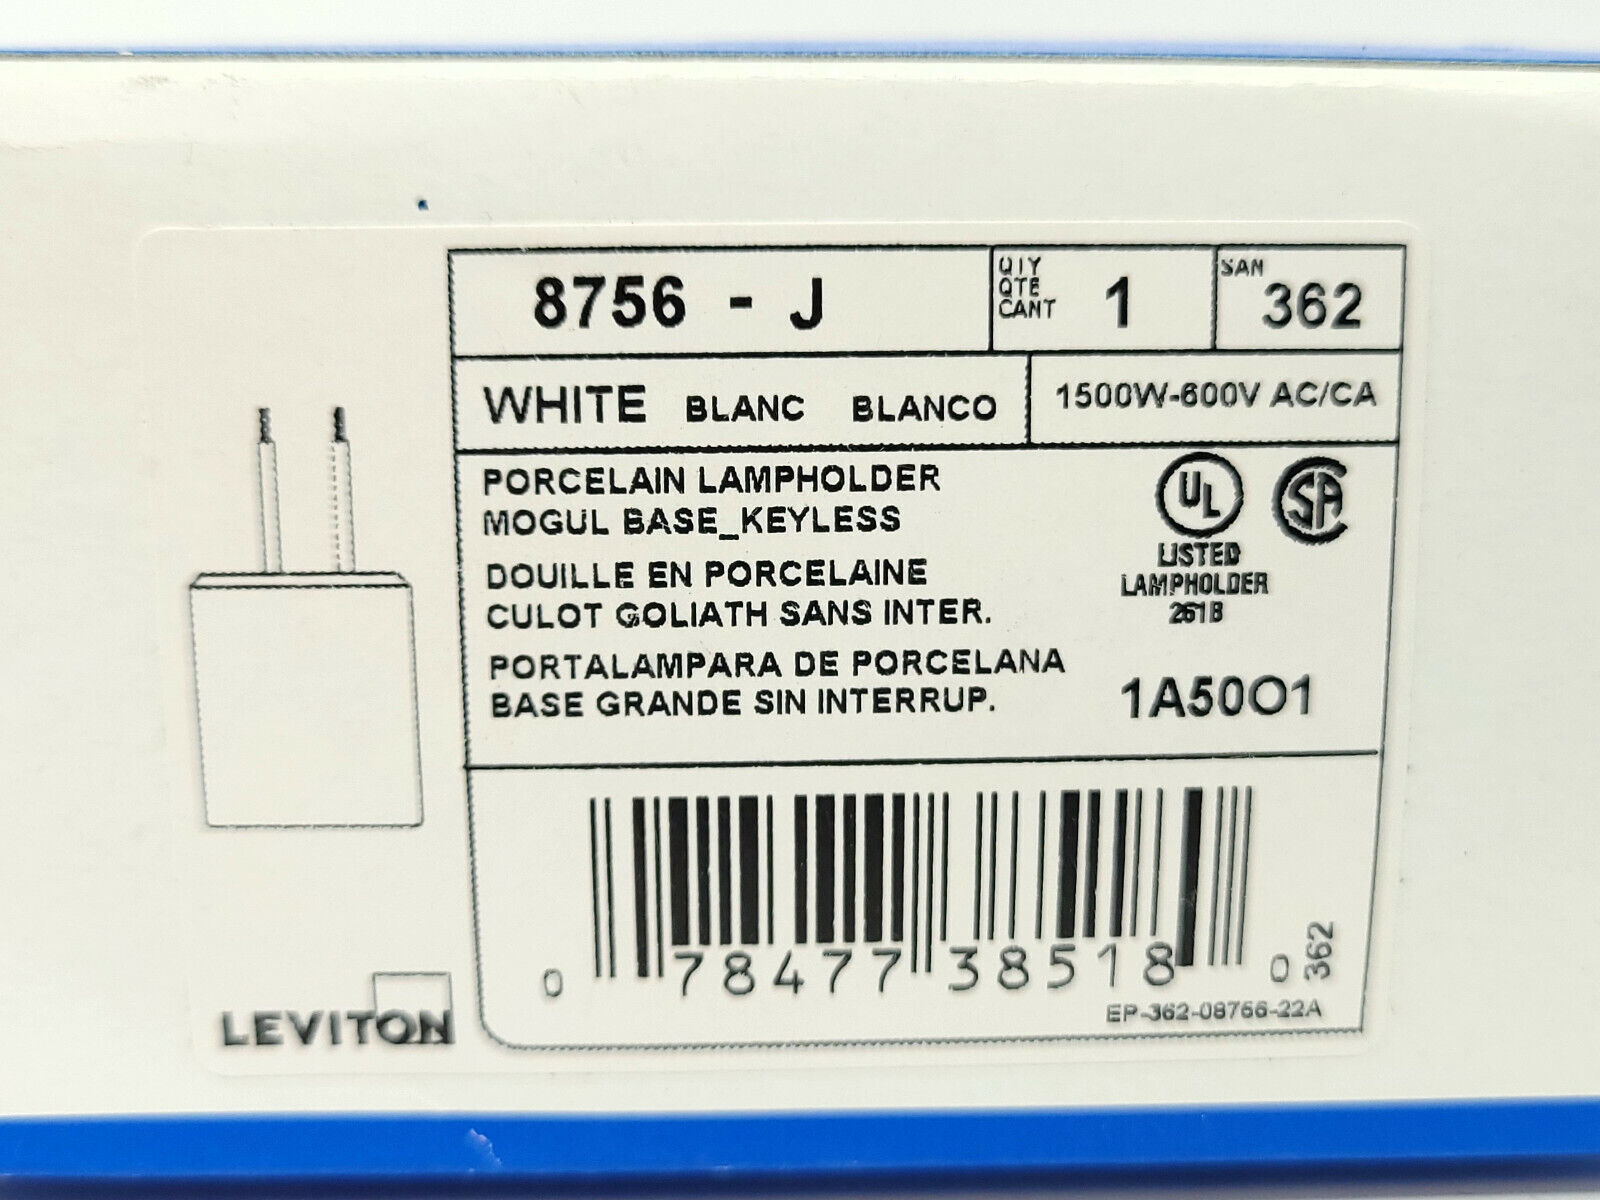 8756 - J
QTY
QTE
CANT
1
SAN
362
WHITE BLANC BLANCO
1500W-600V AC/CA
PORCELAIN LAMPHOLDER
MOGUL BASE_KEYLESS
DOUILLE EN PORCELAINE
CULOT GOLIATH SANS INTER.
PORTALAMPARA DE PORCELANA
BASE GRANDE SIN INTERRUP.
UL
SA
LISTED
LAMPHOLDER
261B
1A5001
0 78477 38518 0
362
EP-362-08756-22A
LEVITON